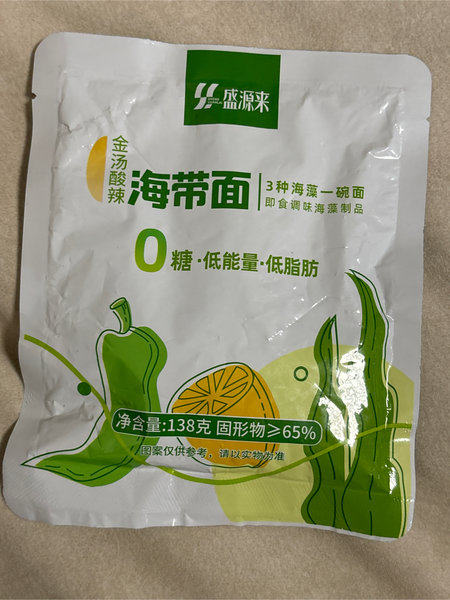 盛源来
金汤酸辣
海带面
3种海藻一碗面
即食调味海藻制品
0糖·低能量·低脂肪
净含量:138克 固形物≥65%
图案仅供参考，请以实物为准